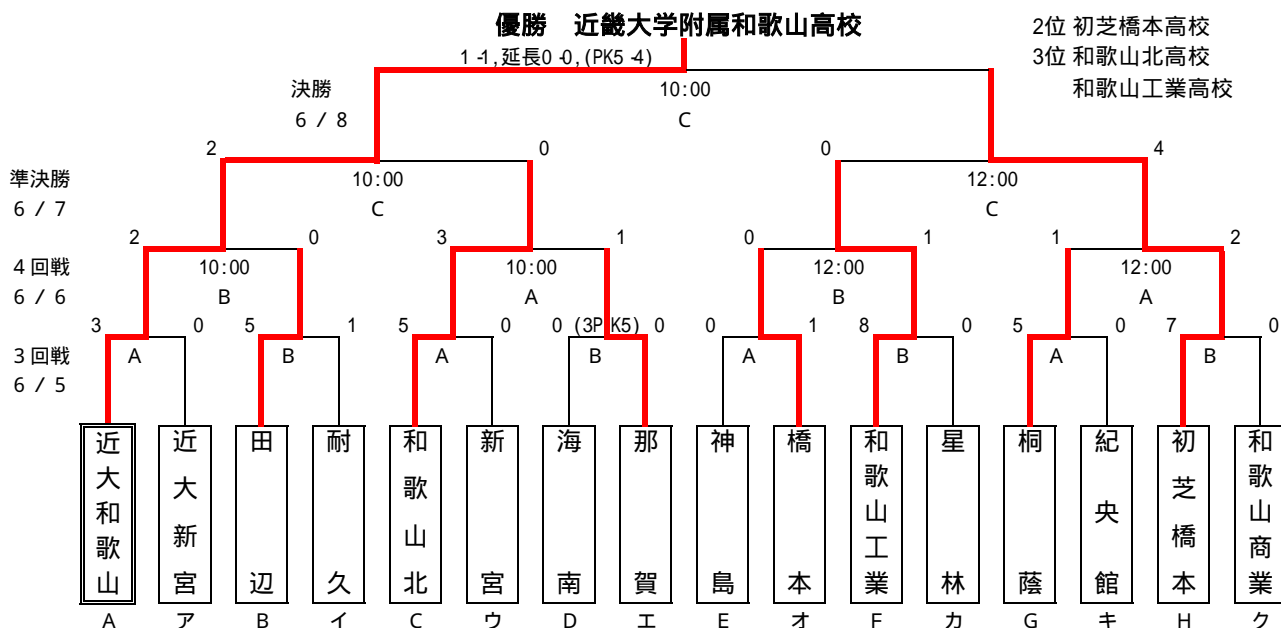 優勝　近畿大学附属和歌山高校
2位 初芝橋本高校
3位 和歌山北高校
和歌山工業高校
1-1,延長0-0,(PK5-4)
決勝
6 / 8
10:00
C
2 0 0 4
準決勝
6 / 7
10:00 12:00
C C
2 0 3 1 0 1 1 2
4回戦
6 / 6
10:00 10:00 12:00 12:00
B A B A
3 0 5 1 5 0 0 (3PK5) 0 0 1 8 0 5 0 7 0
3回戦
6 / 5
A B A B A B A B
近大和歌山
近大新宮
田辺
耐久
和歌山北
新宮
海南
那賀
神島
橋本
和歌山工業
星林
桐蔭
紀央館
初芝橋本
和歌山商業
A ア B イ C ウ D エ E オ F カ G キ H ク